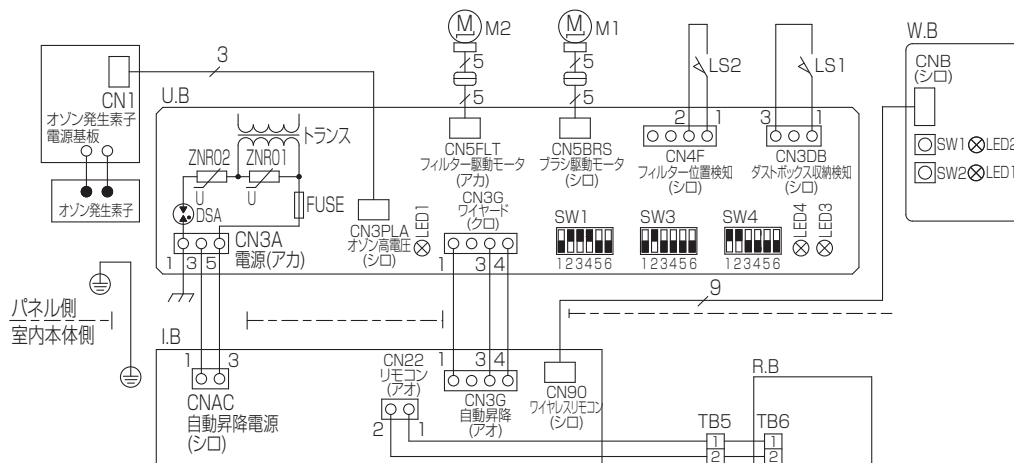 M M2
M M1
W.B
CNB
(シロ)
3
5
5
5
5
LS2
LS1
CN1
オゾン発生素子
電源基板
オゾン発生素子
U.B
トランス
2 1
3 1
CN5FLT
フィルター駆動モータ
(アカ)
CN5BRS
ブラシ駆動モータ
(シロ)
CN4F
フィルター位置検知
(シロ)
CN3DB
ダストボックス収納検知
(シロ)
SW1 LED2
SW2 LED1
ZNR02 ZNR01
U U
DSA
FUSE
CN3PLA
オゾン高電圧
(シロ)
LED1
CN3G
ワイヤード
(クロ)
SW1
123456
SW3
123456
SW4
123456
LED4
LED3
CN3A
電源(アカ)
1 3 5
1 3 4
9
パネル側
室内本体側
I.B
1 3
CNAC
自動昇降電源
(シロ)
CN22
リモコン
(アオ)
2 1
1 3 4
CN3G
自動昇降
(アオ)
CN90
ワイヤレスリモコン
(シロ)
R.B
TB5 TB6
1 1
2 2